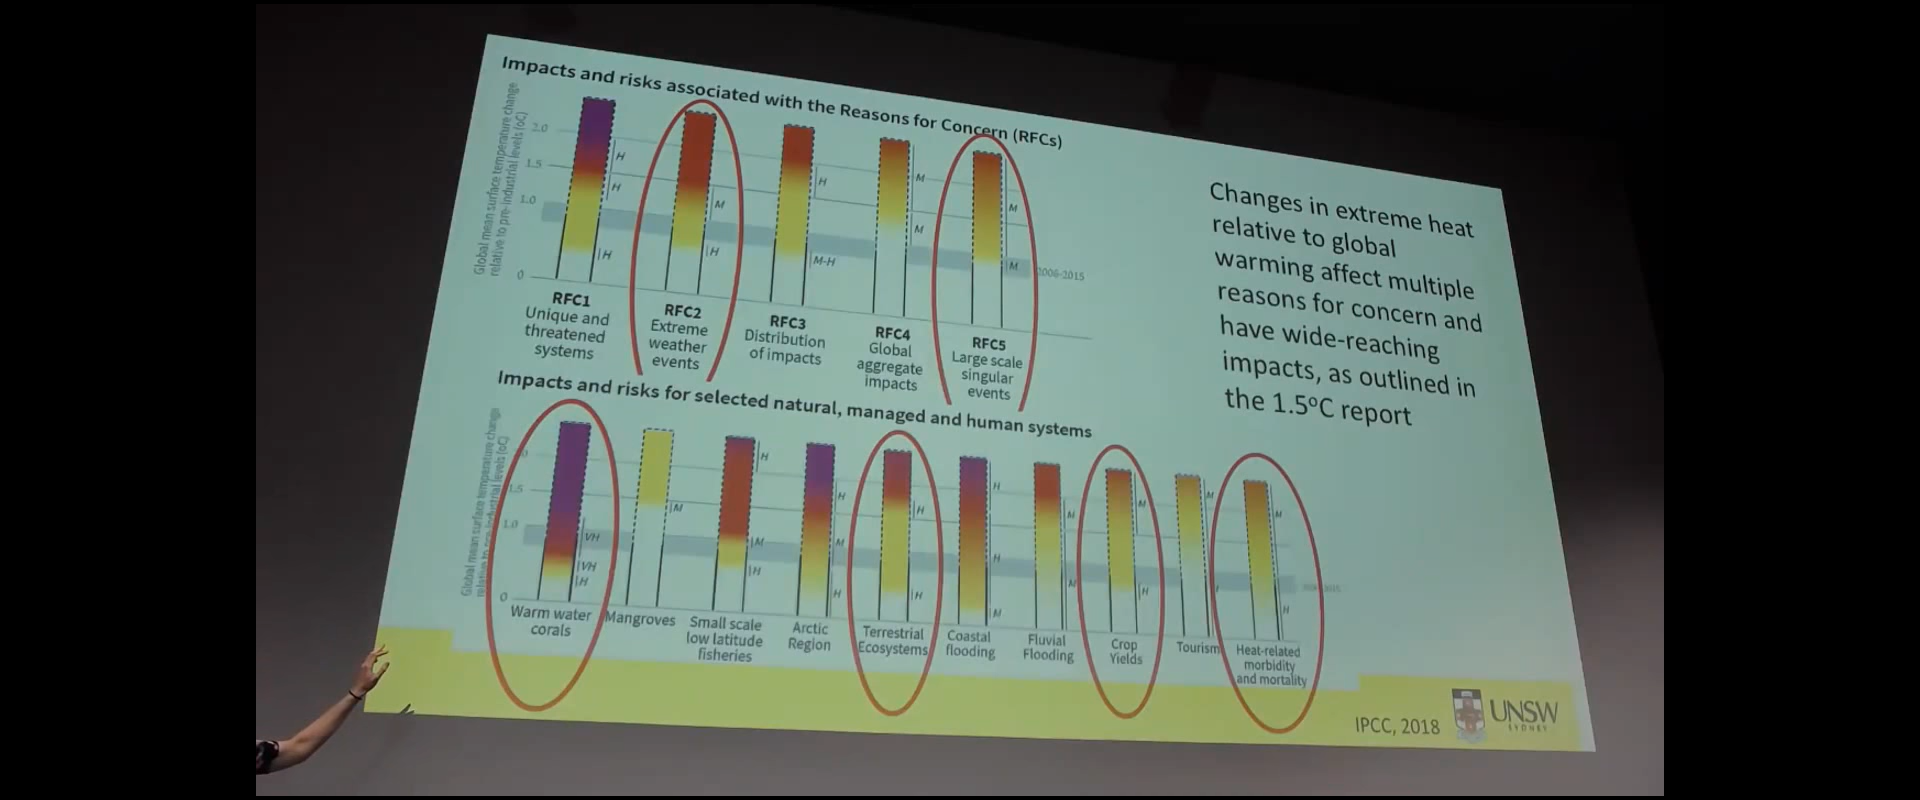 Impacts and risks associated with the Reasons for Concern (RFCs)
Global mean surface temperature change
relative to pre-industrial levels (oC)
2.0
1.5
1.0
0
H
H
H
M
H
H
M-H
M
M
M
M
2006-2015
RFC1
Unique and
threatened
systems
RFC2
Extreme
weather
events
RFC3
Distribution
of impacts
RFC4
Global
aggregate
impacts
RFC5
Large scale
singular
events
Changes in extreme heat
relative to global
warming affect multiple
reasons for concern and
have wide-reaching
impacts, as outlined in
the 1.5ºC report
Impacts and risks for selected natural, managed and human systems
Global mean surface temperature change
relative to pre-industrial levels (oC)
1.5
1.0
0
VH
VH
H
M
H
M
H
H
M
H
H
H
H
H
M
M
M
M
H
M
M
H
Warm water
corals
Mangroves
Small scale
low latitude
fisheries
Arctic
Region
Terrestrial
Ecosystems
Coastal
flooding
Fluvial
Flooding
Crop
Yields
Tourism
Heat-related
morbidity
and mortality
IPCC, 2018
UNSW
SYDNEY